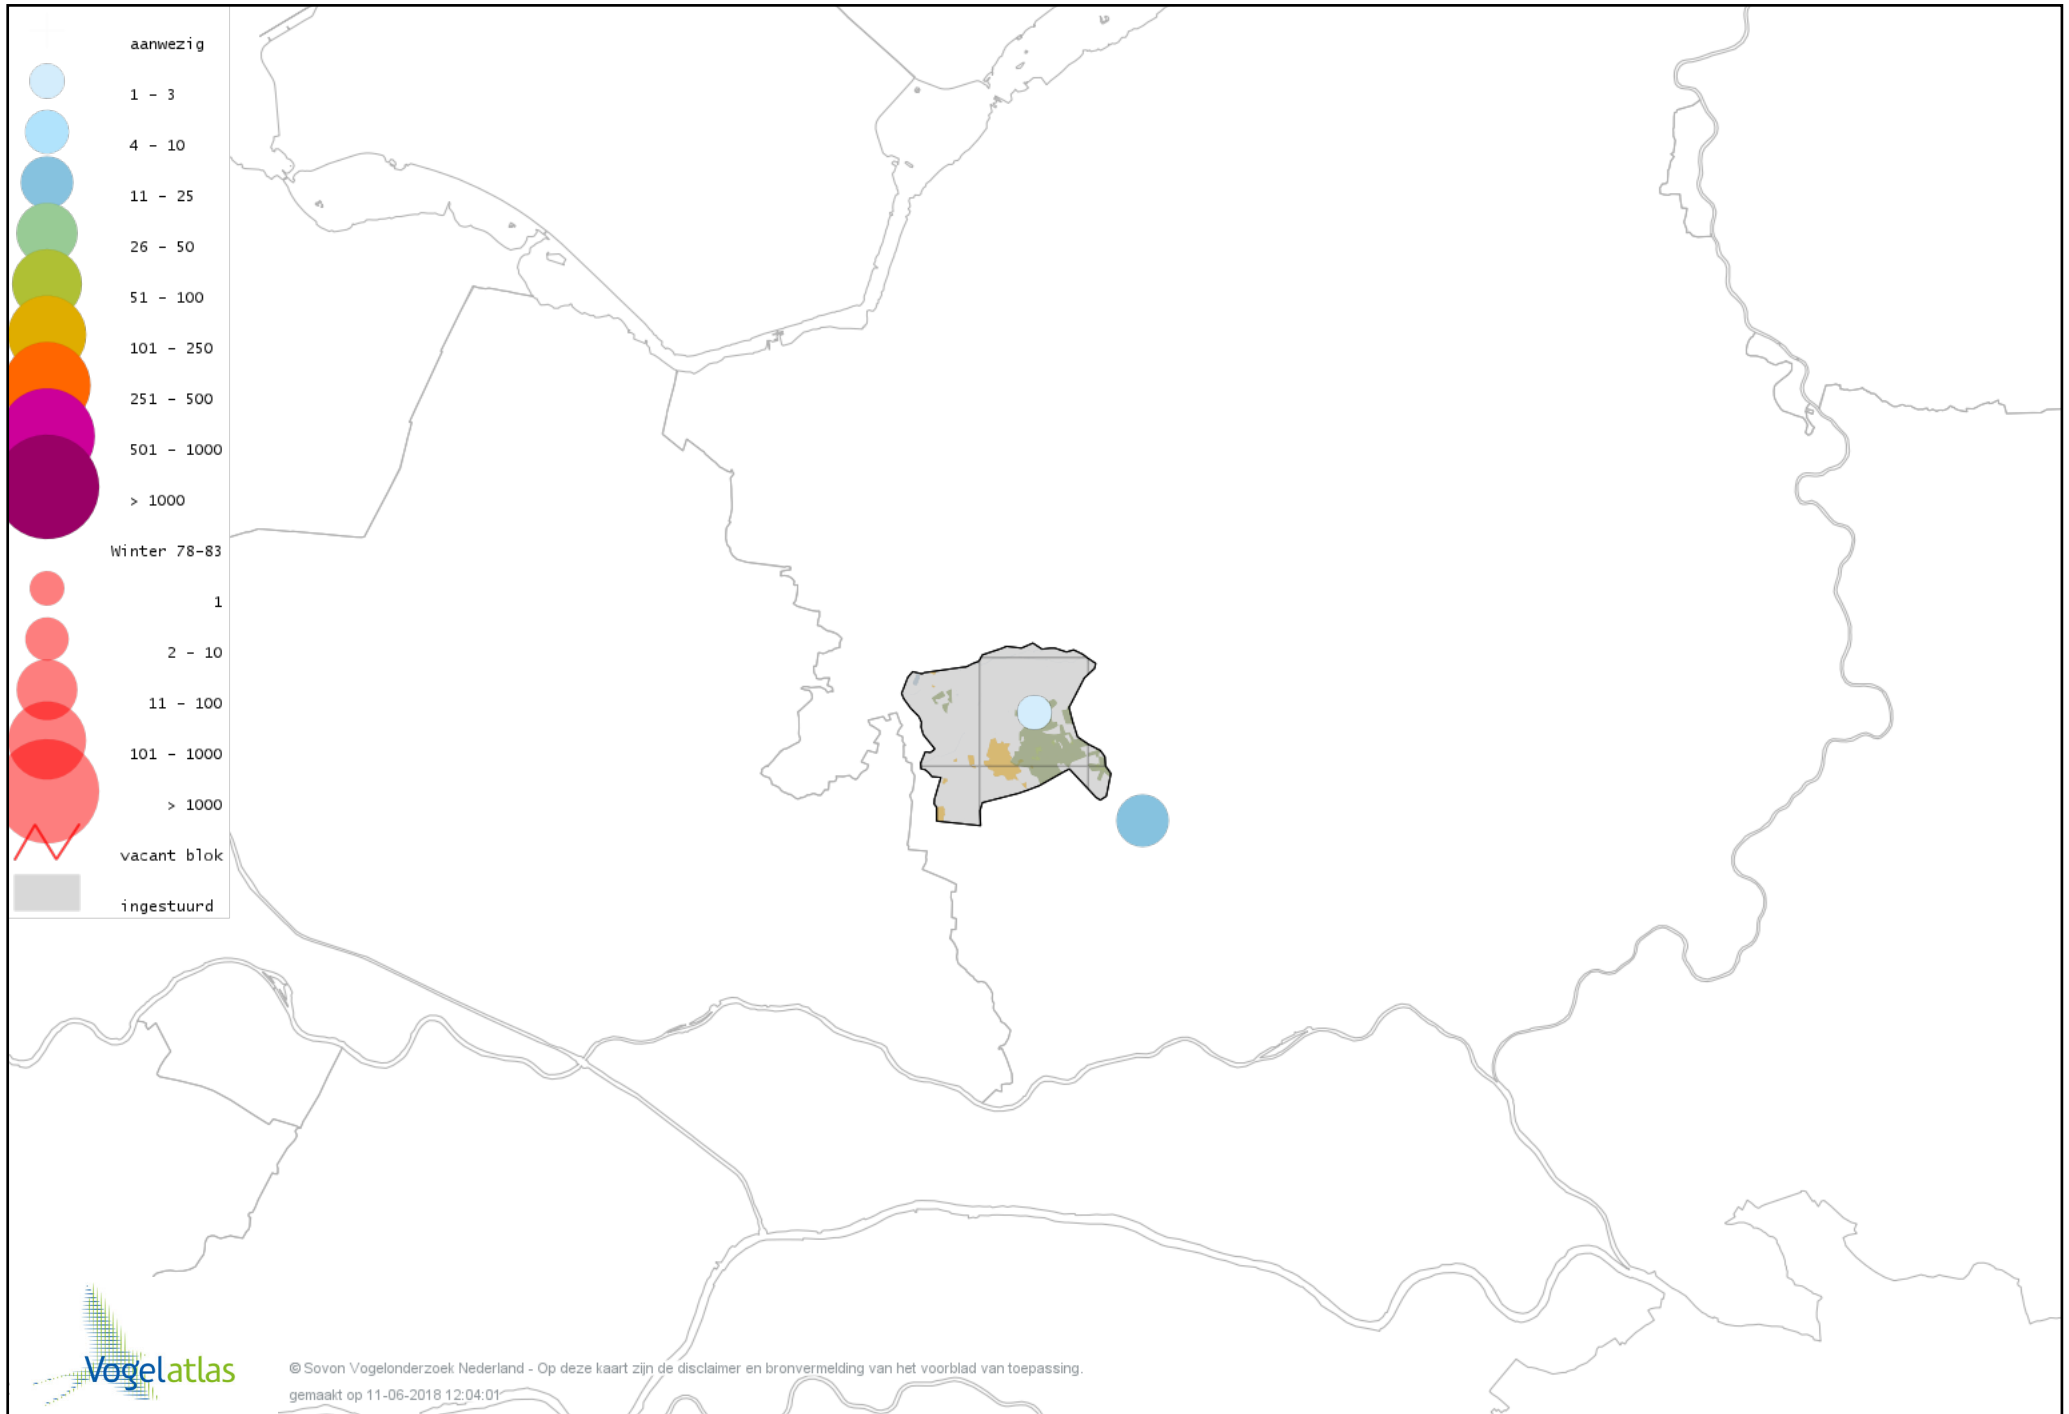 aanwezig
1 - 3
4 - 10
11 - 25
26 - 50
51 - 100
101 - 250
251 - 500
501 - 1000
> 1000
Winter 78-83
1
2 - 10
11 - 100
101 - 1000
> 1000
vacant blok
ingestuurd
Vogelatlas
© Sovon Vogelonderzoek Nederland - Op deze kaart zijn de disclaimer en bronvermelding van het voorblad van toepassing.
gemaakt op 11-06-2018 12:04:01